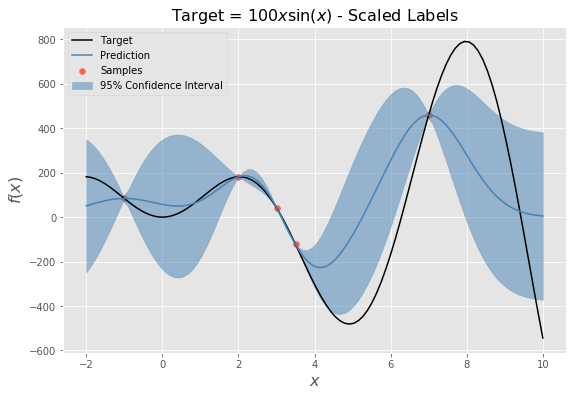 Target = 100xsin(x) - Scaled Labels
Target
Prediction
Samples
95% Confidence Interval
f(x)
800
600
400
200
0
−200
−400
−600
−2
0
2
4
6
8
10
x